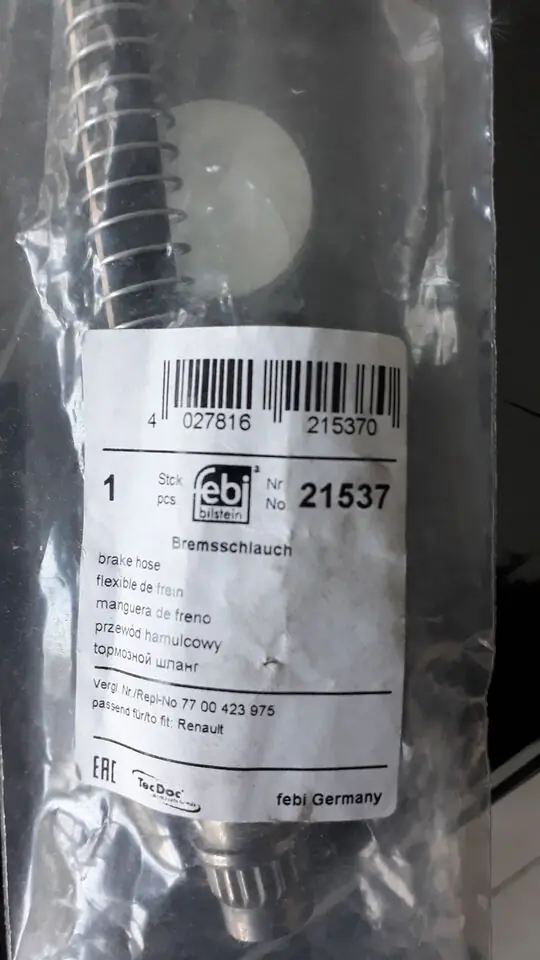 4 027816 215370
1 Stck pcs febi bilstein Nr No 21537
Bremsschlauch
brake hose
flexible de frein
manguera de freno
przewód hamulcowy
тормозной шланг
Vergl. Nr./Repl-No 77 00 423 975
passend für/to fit: Renault
EAC TecDoc febi Germany